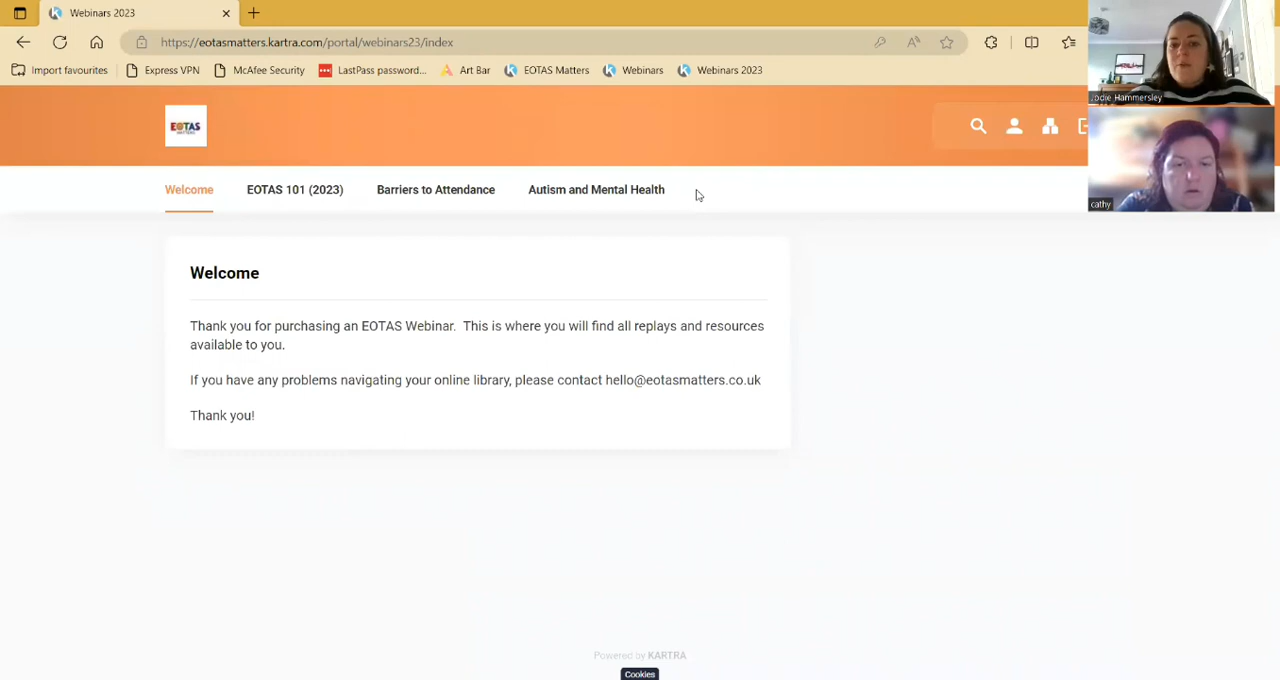 Webinars 2023
https://eotasmatters.kartra.com/portal/webinars23/index
Import favourites
Express VPN
McAfee Security
LastPass password...
Art Bar
EOTAS Matters
Webinars
Webinars 2023
Jodie Hammersley
cathy
EOTAS
MATTERS
Welcome
EOTAS 101 (2023)
Barriers to Attendance
Autism and Mental Health
Welcome
Thank you for purchasing an EOTAS Webinar. This is where you will find all replays and resources
available to you.
If you have any problems navigating your online library, please contact hello@eotasmatters.co.uk
Thank you!
Powered by KARTRA
Cookies